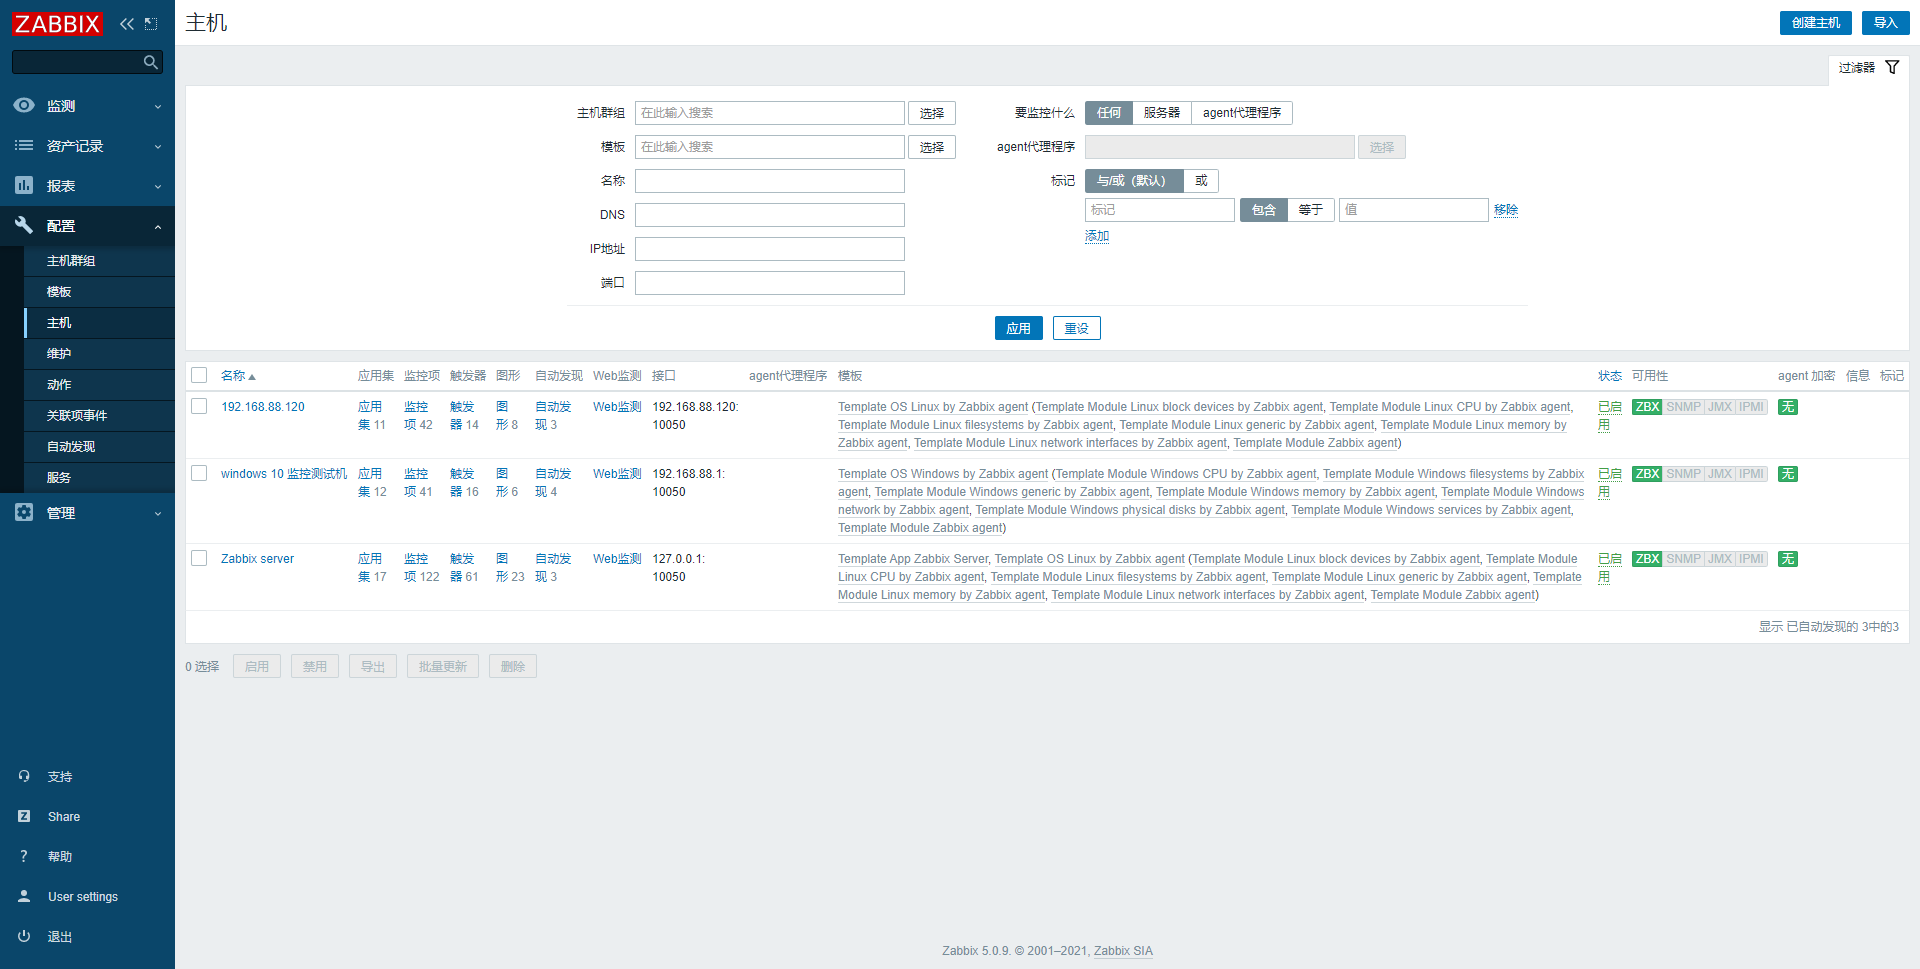 ZABBIX
主机
创建主机 导入
过滤器
监测
资产记录
报表
配置
主机群组
模板
主机
维护
动作
关联项事件
自动发现
服务
管理
支持
Share
帮助
User settings
退出
主机群组 在此输入搜索 选择
模板 在此输入搜索 选择
名称
DNS
IP地址
端口
要监控什么 任何 服务器 agent代理程序
agent代理程序 选择
标记 与/或（默认） 或
标记 包含 等于 值 移除
添加
应用 重设
名称 应用集 监控项 触发器 图形 自动发现 Web监测 接口 agent代理程序 模板 状态 可用性 agent 加密 信息 标记
192.168.88.120 应用 监控 触发 图 自动发 Web监测 192.168.88.120: Template OS Linux by Zabbix agent (Template Module Linux block devices by Zabbix agent, Template Module Linux CPU by Zabbix agent, 已启 ZBX SNMP JMX IPMI 无
集 11 项 42 器 14 形 8 现 3 10050 Template Module Linux filesystems by Zabbix agent, Template Module Linux generic by Zabbix agent, Template Module Linux memory by 用
Zabbix agent, Template Module Linux network interfaces by Zabbix agent, Template Module Zabbix agent)
windows 10 监控测试机 应用 监控 触发 图 自动发 Web监测 192.168.88.1: Template OS Windows by Zabbix agent (Template Module Windows CPU by Zabbix agent, Template Module Windows filesystems by Zabbix 已启 ZBX SNMP JMX IPMI 无
集 12 项 41 器 16 形 6 现 4 10050 agent, Template Module Windows generic by Zabbix agent, Template Module Windows memory by Zabbix agent, Template Module Windows 用
network by Zabbix agent, Template Module Windows physical disks by Zabbix agent, Template Module Windows services by Zabbix agent,
Template Module Zabbix agent)
Zabbix server 应用 监控 触发 图 自动发 Web监测 127.0.0.1: Template App Zabbix Server, Template OS Linux by Zabbix agent (Template Module Linux block devices by Zabbix agent, Template Module 已启 ZBX SNMP JMX IPMI 无
集 17 项 122 器 61 形 23 现 3 10050 Linux CPU by Zabbix agent, Template Module Linux filesystems by Zabbix agent, Template Module Linux generic by Zabbix agent, Template 用
Module Linux memory by Zabbix agent, Template Module Linux network interfaces by Zabbix agent, Template Module Zabbix agent)
显示 已自动发现的 3中的3
0 选择 启用 禁用 导出 批量更新 删除
Zabbix 5.0.9. © 2001–2021, Zabbix SIA